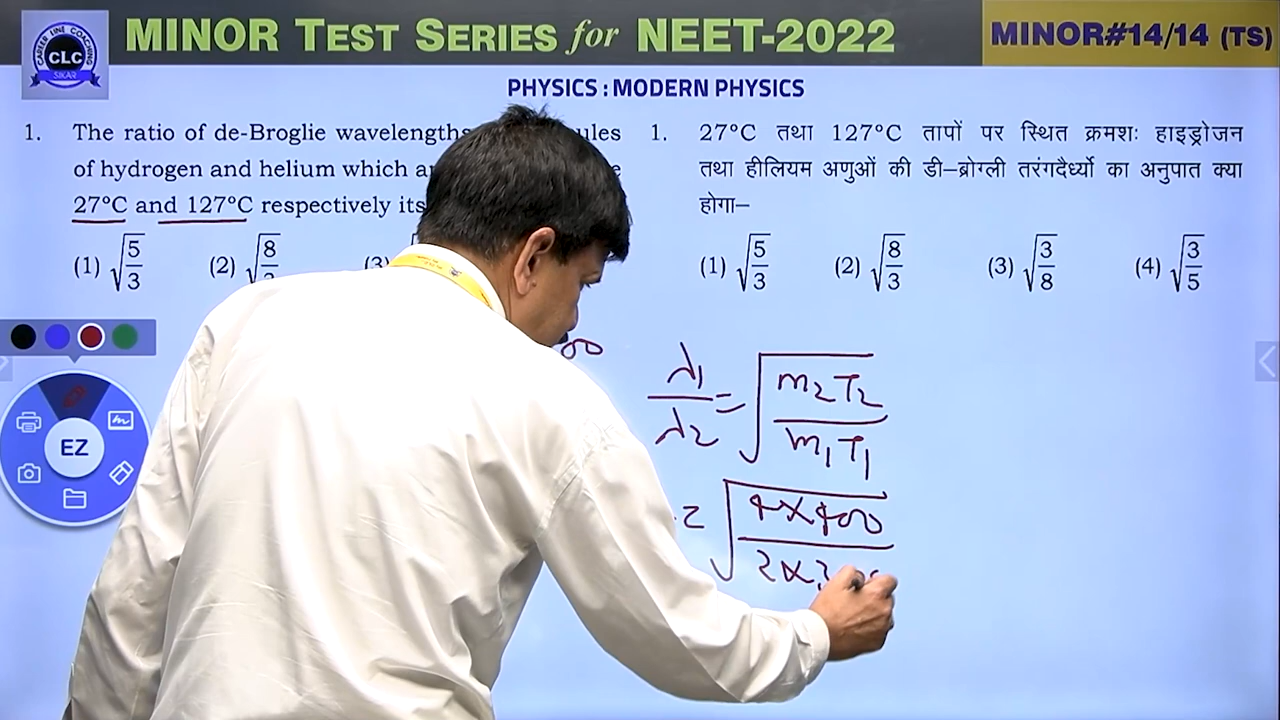 CAREER LINE COACHING
CLC
SIKAR
MINOR TEST SERIES for NEET-2022
MINOR#14/14 (TS)
PHYSICS : MODERN PHYSICS
1. The ratio of de-Broglie wavelengths
of hydrogen and helium which
27°C and 127°C respectively
(1) √5/3 (2) √8/ (3)
1. 27°C तथा 127°C तापों पर स्थित क्रमशः हाइड्रोजन
तथा हीलियम अणुओं की डी–ब्रोग्ली तरंगदैर्ध्यो का अनुपात क्या
होगा–
(1) √5/3 (2) √8/3 (3) √3/8 (4) √3/5
EZ
λ1/λ2 = √m2T2/m1T1
√4×400/2×3